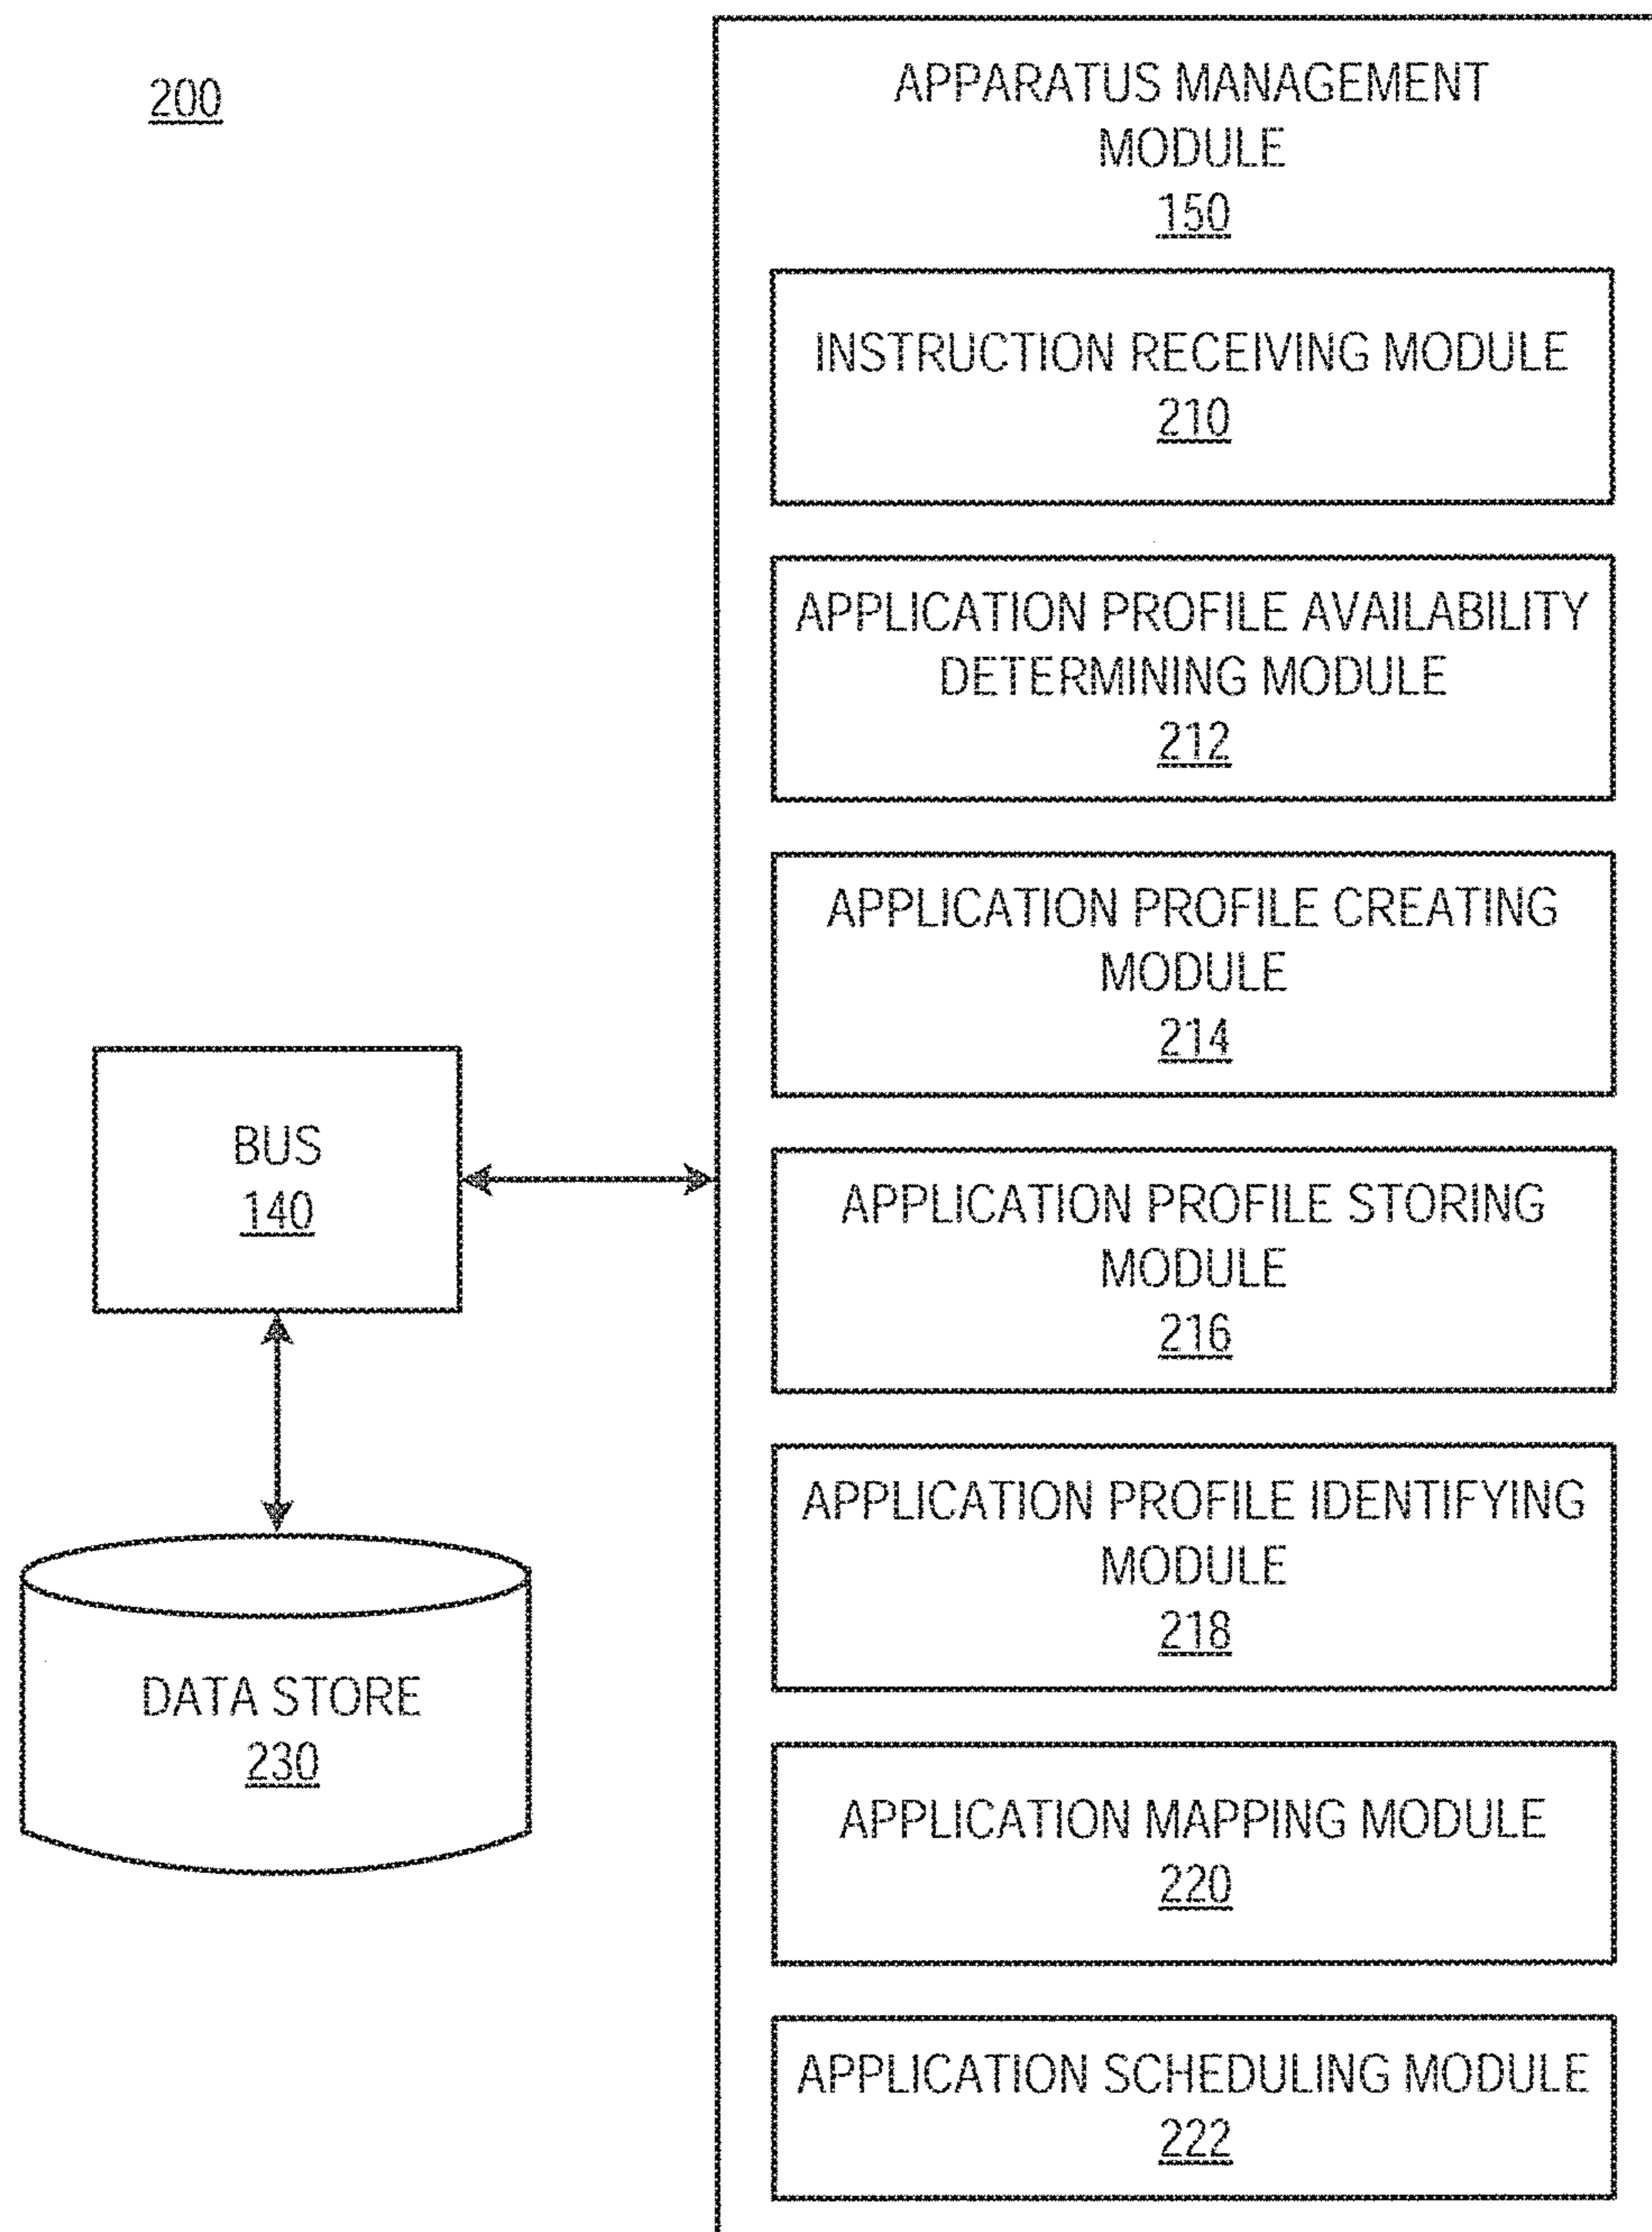 200
APPARATUS MANAGEMENT
MODULE
150
INSTRUCTION RECEIVING MODULE
210
APPLICATION PROFILE AVAILABILITY
DETERMINING MODULE
212
APPLICATION PROFILE CREATING
MODULE
214
APPLICATION PROFILE STORING
MODULE
216
APPLICATION PROFILE IDENTIFYING
MODULE
218
APPLICATION MAPPING MODULE
220
APPLICATION SCHEDULING MODULE
222
BUS
140
DATA STORE
230